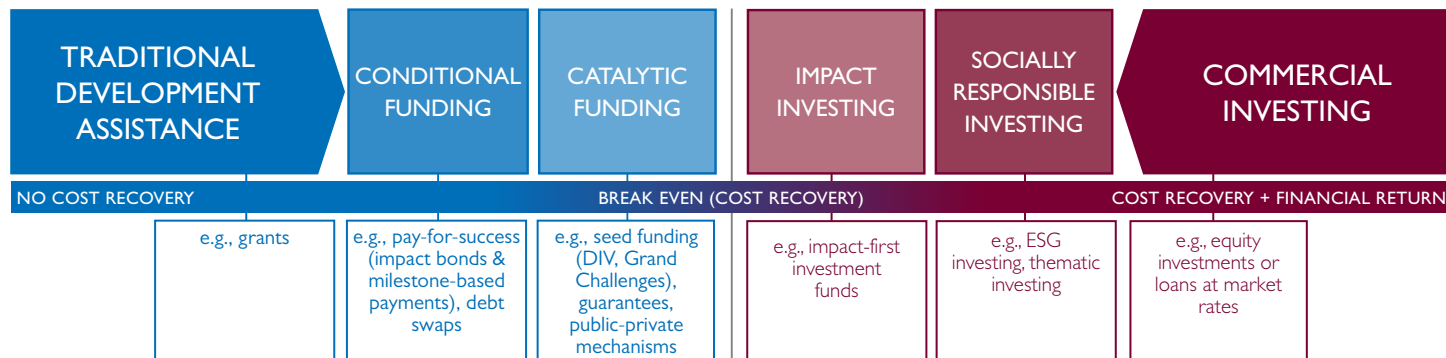 TRADITIONAL
DEVELOPMENT
ASSISTANCE
CONDITIONAL
FUNDING
CATALYTIC
FUNDING
IMPACT
INVESTING
SOCIALLY
RESPONSIBLE
INVESTING
COMMERCIAL
INVESTING
NO COST RECOVERY
BREAK EVEN (COST RECOVERY)
COST RECOVERY + FINANCIAL RETURN
e.g., grants
e.g., pay-for-success
(impact bonds &
milestone-based
payments), debt
swaps
e.g., seed funding
(DIV, Grand
Challenges),
guarantees,
public-private
mechanisms
e.g., impact-first
investment
funds
e.g., ESG
investing, thematic
investing
e.g., equity
investments or
loans at market
rates